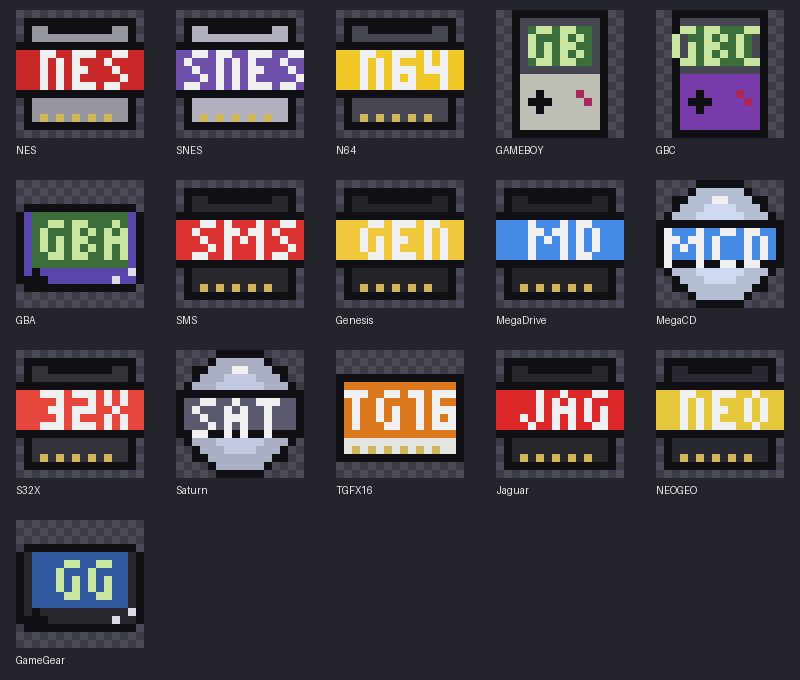 NES SNES N64 GB GBC
NES SNES N64 GAMEBOY GBC
GBA SMS GEN MD MCD
GBA SMS Genesis MegaDrive MegaCD
32X SAT TG16 JAG NEO
S32X Saturn TGFX16 Jaguar NEOGEO
GG
GameGear